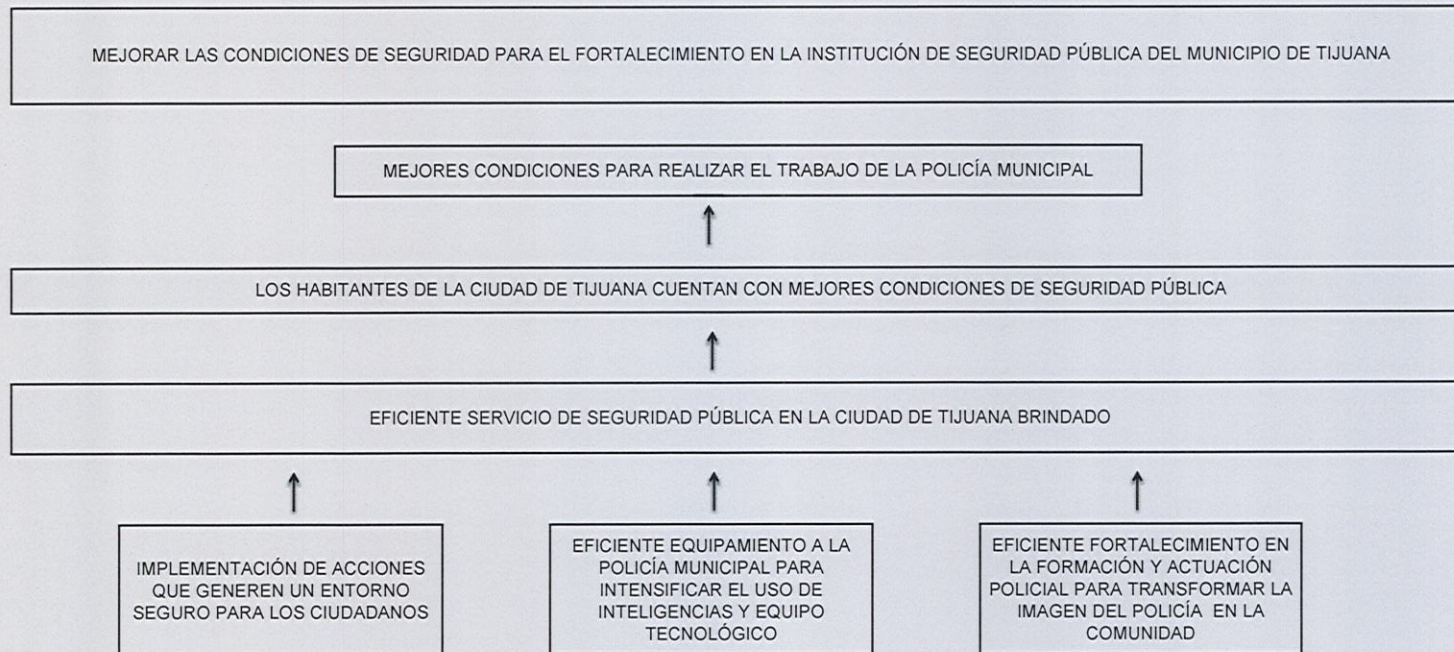 MEJORAR LAS CONDICIONES DE SEGURIDAD PARA EL FORTALECIMIENTO EN LA INSTITUCIÓN DE SEGURIDAD PÚBLICA DEL MUNICIPIO DE TIJUANA
MEJORES CONDICIONES PARA REALIZAR EL TRABAJO DE LA POLICÍA MUNICIPAL
LOS HABITANTES DE LA CIUDAD DE TIJUANA CUENTAN CON MEJORES CONDICIONES DE SEGURIDAD PÚBLICA
EFICIENTE SERVICIO DE SEGURIDAD PÚBLICA EN LA CIUDAD DE TIJUANA BRINDADO
IMPLEMENTACIÓN DE ACCIONES
QUE GENEREN UN ENTORNO
SEGURO PARA LOS CIUDADANOS
EFICIENTE EQUIPAMIENTO A LA
POLICÍA MUNICIPAL PARA
INTENSIFICAR EL USO DE
INTELIGENCIAS Y EQUIPO
TECNOLÓGICO
EFICIENTE FORTALECIMIENTO EN
LA FORMACIÓN Y ACTUACIÓN
POLICIAL PARA TRANSFORMAR LA
IMAGEN DEL POLICÍA EN LA
COMUNIDAD